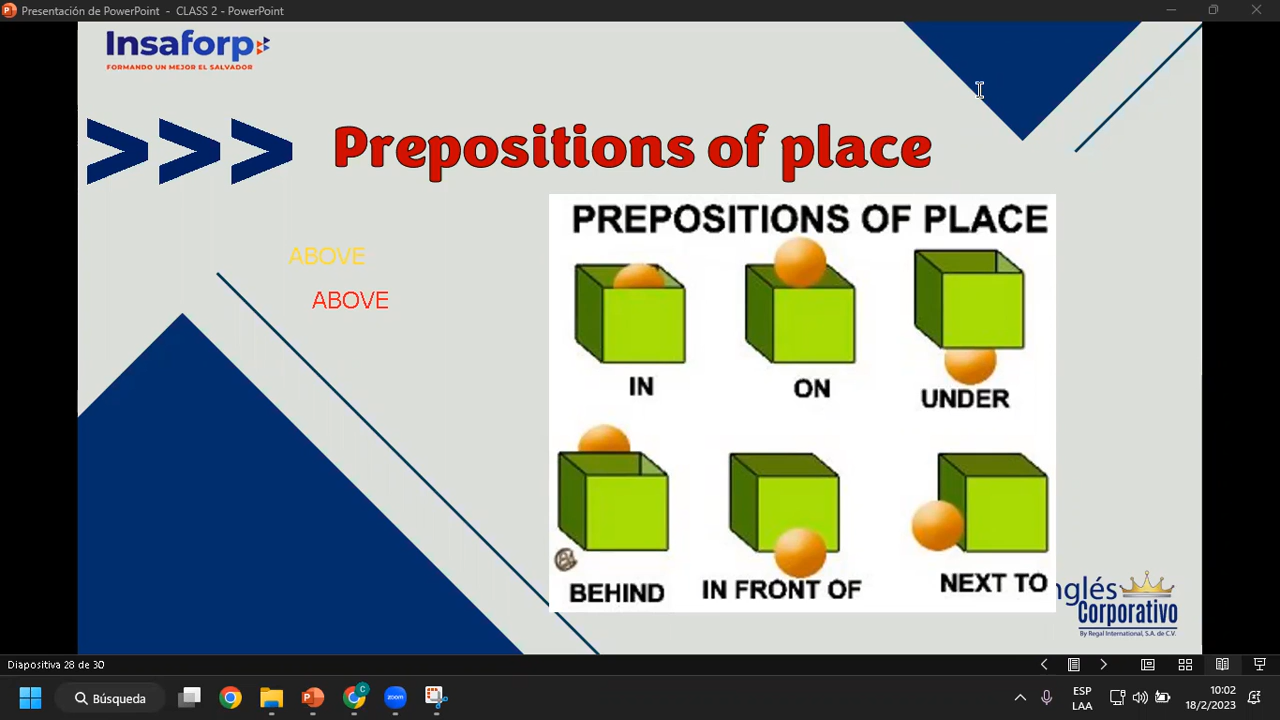 Presentación de PowerPoint - CLASS 2 - PowerPoint
Insaforp
FORMANDO UN MEJOR EL SALVADOR
>>> Prepositions of place
ABOVE
ABOVE
PREPOSITIONS OF PLACE
IN
ON
UNDER
BEHIND
IN FRONT OF
NEXT TO
nglés
Corporativo
By Regal International, S.A. de C.V.
Diapositiva 28 de 30
Búsqueda
zoom
ESP
LAA
10:02
18/2/2023